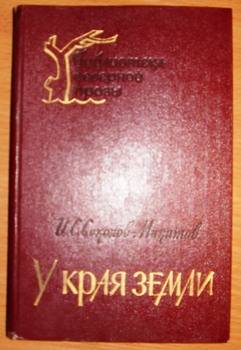 Библиотека
северной
прозы
И. С. Соколов-Микитов
У КРАЯ ЗЕМЛИ